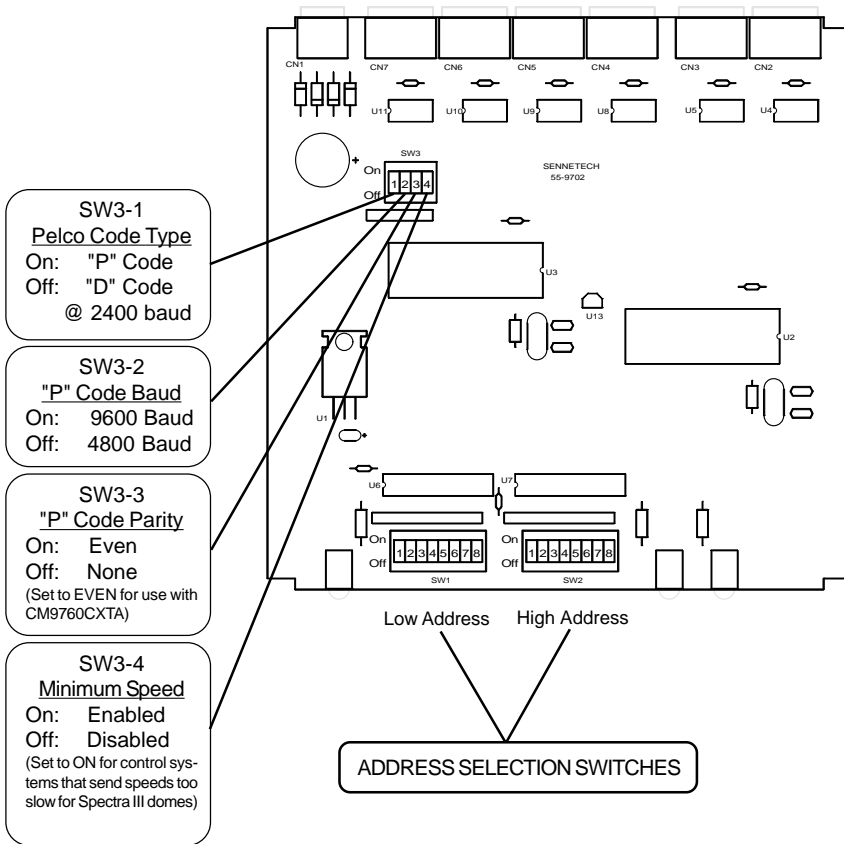 CN1
CN7
CN6
CN5
CN4
CN3
CN2
U11
U10
U9
U8
U5
U4
SW3
On
Off
1 2 3 4
+
SENNETECH
55-9702
U3
U13
U2
U1
+
U6
U7
On
Off
1 2 3 4 5 6 7 8
SW1
On
Off
1 2 3 4 5 6 7 8
SW2
SW3-1
Pelco Code Type
On: "P" Code
Off: "D" Code
@ 2400 baud
SW3-2
"P" Code Baud
On: 9600 Baud
Off: 4800 Baud
SW3-3
"P" Code Parity
On: Even
Off: None
(Set to EVEN for use with
CM9760CXTA)
SW3-4
Minimum Speed
On: Enabled
Off: Disabled
(Set to ON for control sys-
tems that send speeds too
slow for Spectra III domes)
Low Address
High Address
ADDRESS SELECTION SWITCHES